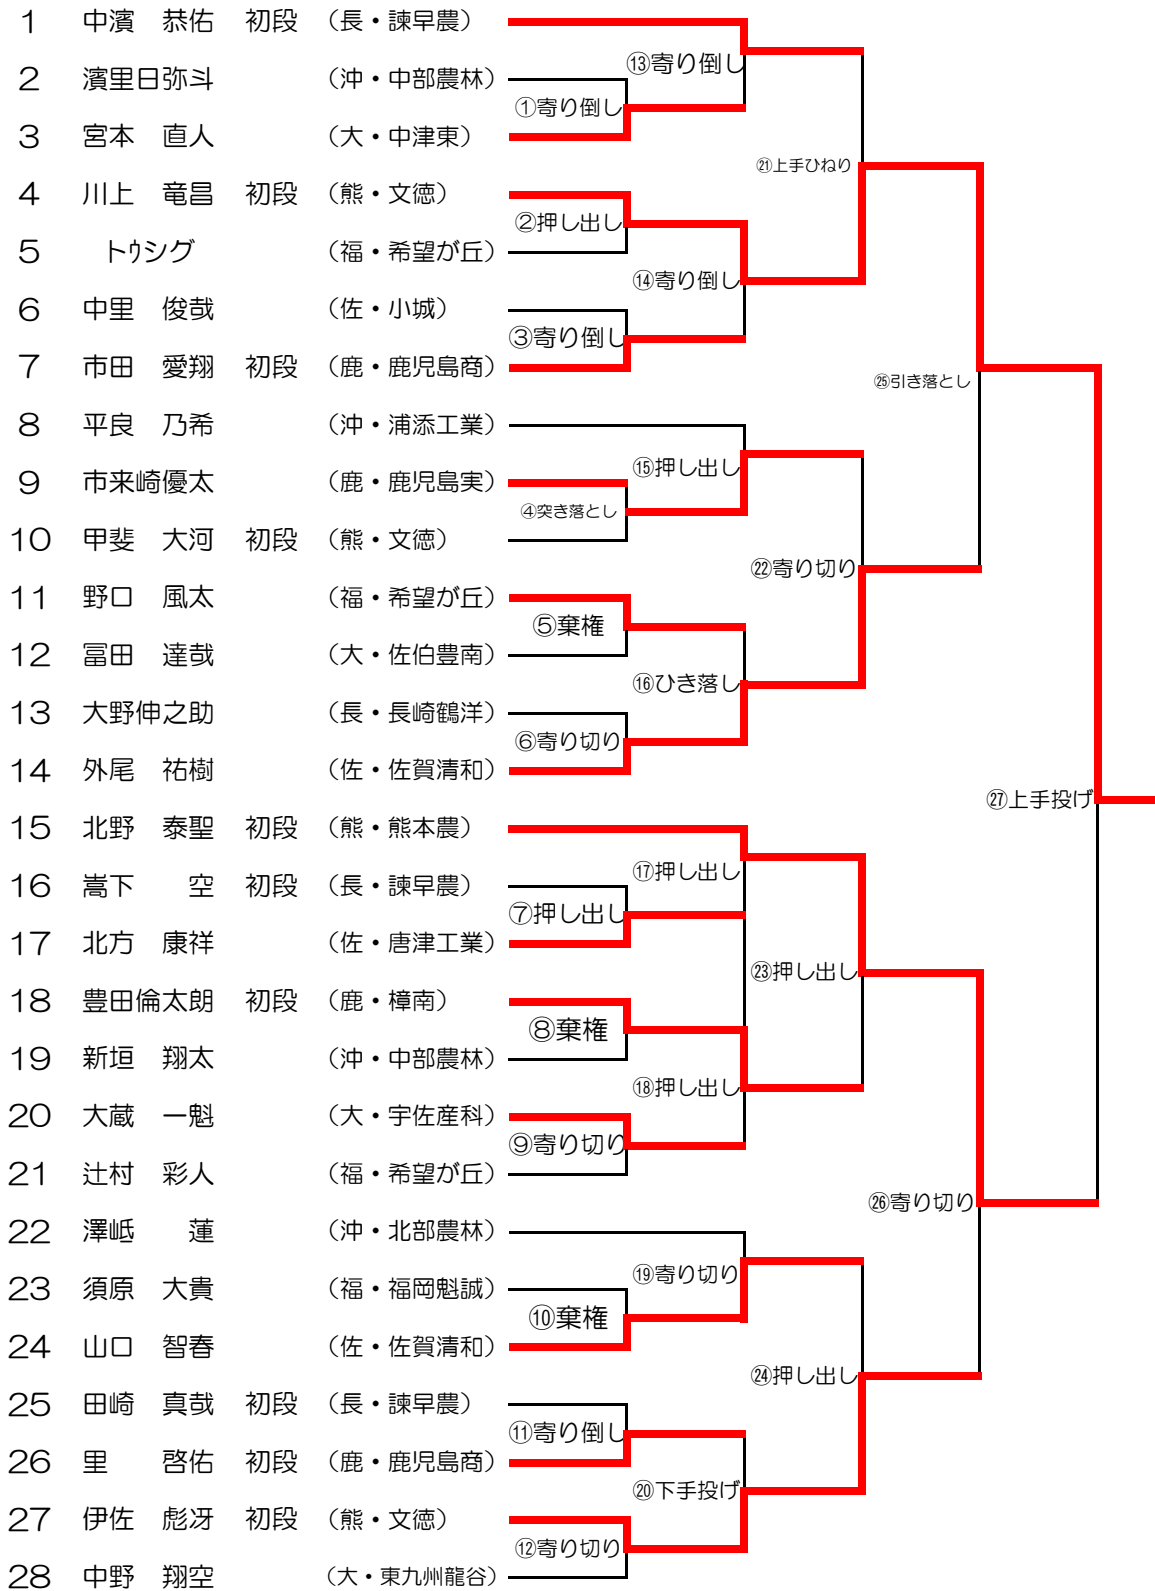 1 中濱 恭佑 初段 (長・諫早農)
⑬寄り倒し
2 濱里日弥斗 (沖・中部農林)
①寄り倒し
3 宮本 直人 (大・中津東)
㉑上手ひねり
4 川上 竜昌 初段 (熊・文徳)
②押し出し
5 トゥシグ (福・希望が丘)
⑭寄り倒し
6 中里 俊哉 (佐・小城)
③寄り倒し
7 市田 愛翔 初段 (鹿・鹿児島商)
㉕引き落とし
8 平良 乃希 (沖・浦添工業)
⑮押し出し
9 市来崎優太 (鹿・鹿児島実)
④突き落とし
10 甲斐 大河 初段 (熊・文徳)
㉒寄り切り
11 野口 風太 (福・希望が丘)
⑤棄権
12 冨田 達哉 (大・佐伯豊南)
⑯ひき落し
13 大野伸之助 (長・長崎鶴洋)
⑥寄り切り
14 外尾 祐樹 (佐・佐賀清和)
㉗上手投げ
15 北野 泰聖 初段 (熊・熊本農)
⑰押し出し
16 嵩下 空 初段 (長・諫早農)
⑦押し出し
17 北方 康祥 (佐・唐津工業)
㉓押し出し
18 豊田倫太朗 初段 (鹿・樟南)
⑧棄権
19 新垣 翔太 (沖・中部農林)
⑱押し出し
20 大蔵 一魁 (大・宇佐産科)
⑨寄り切り
21 辻村 彩人 (福・希望が丘)
㉖寄り切り
22 澤岻 蓮 (沖・北部農林)
⑲寄り切り
23 須原 大貴 (福・福岡魁誠)
⑩棄権
24 山口 智春 (佐・佐賀清和)
㉔押し出し
25 田崎 真哉 初段 (長・諫早農)
⑪寄り倒し
26 里 啓佑 初段 (鹿・鹿児島商)
⑳下手投げ
27 伊佐 彪冴 初段 (熊・文徳)
⑫寄り切り
28 中野 翔空 (大・東九州龍谷)